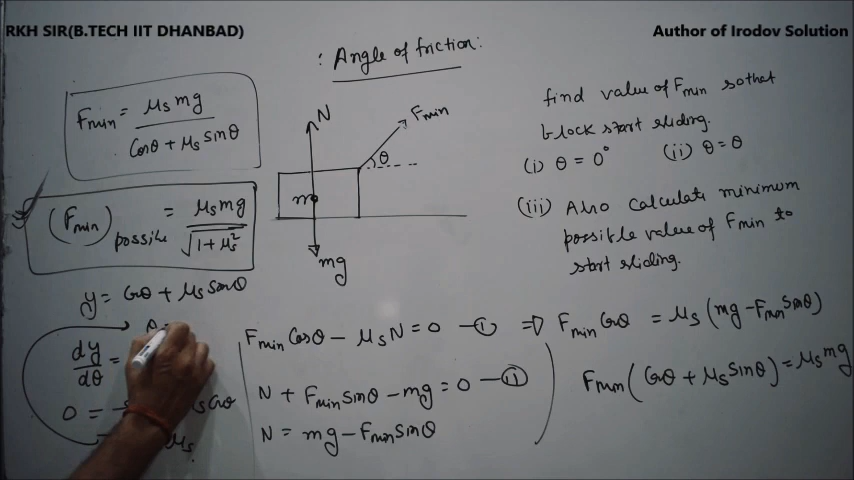 RKH SIR(B.TECH IIT DHANBAD)
Author of Irodov Solution
: Angle of friction:
Fmin = μs mg / cosθ + μs sinθ
(Fmin) possible = μs mg / √1 + μs²
y = Cosθ + μs sinθ
dy/dθ =
0 =
μs.
N
Fmin
θ
m
mg
find value of Fmin so that
block start sliding.
(i) θ = 0° (ii) θ = θ
(iii) Also calculate minimum
possible value of Fmin to
start sliding.
Fmin Cosθ - μs N = 0 - (i) ⇒ Fmin Cosθ = μs (mg - Fmin sinθ)
N + Fmin sinθ - mg = 0 - (ii)
N = mg - Fmin sinθ
Fmin (Cosθ + μs sinθ) = μs mg